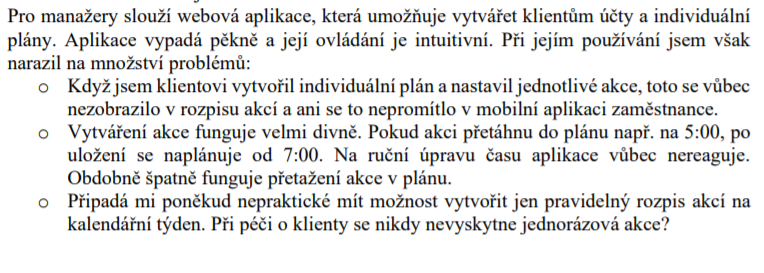 Pro manažery slouží webová aplikace, která umožňuje vytvářet klientům účty a individuální
plány. Aplikace vypadá pěkně a její ovládání je intuitivní. Při jejím používání jsem však
narazil na množství problémů:
o Když jsem klientovi vytvořil individuální plán a nastavil jednotlivé akce, toto se vůbec
nezobrazilo v rozpisu akcí a ani se to nepromítlo v mobilní aplikaci zaměstnance.
o Vytváření akce funguje velmi divně. Pokud akci přetáhnu do plánu např. na 5:00, po
uložení se naplánuje od 7:00. Na ruční úpravu času aplikace vůbec nereaguje.
Obdobně špatně funguje přetažení akce v plánu.
o Připadá mi poněkud nepraktické mít možnost vytvořit jen pravidelný rozpis akcí na
kalendářní týden. Při péči o klienty se nikdy nevyskytne jednorázová akce?